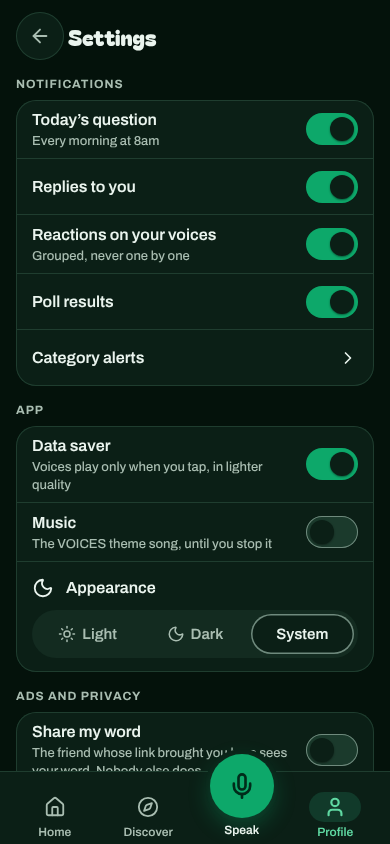 Settings
NOTIFICATIONS
Today's question
Every morning at 8am
Replies to you
Reactions on your voices
Grouped, never one by one
Poll results
Category alerts
APP
Data saver
Voices play only when you tap, in lighter
quality
Music
The VOICES theme song, until you stop it
Appearance
Light
Dark
System
ADS AND PRIVACY
Share my word
The friend whose link brought you sees
your word. Nobody else does.
Home
Discover
Speak
Profile